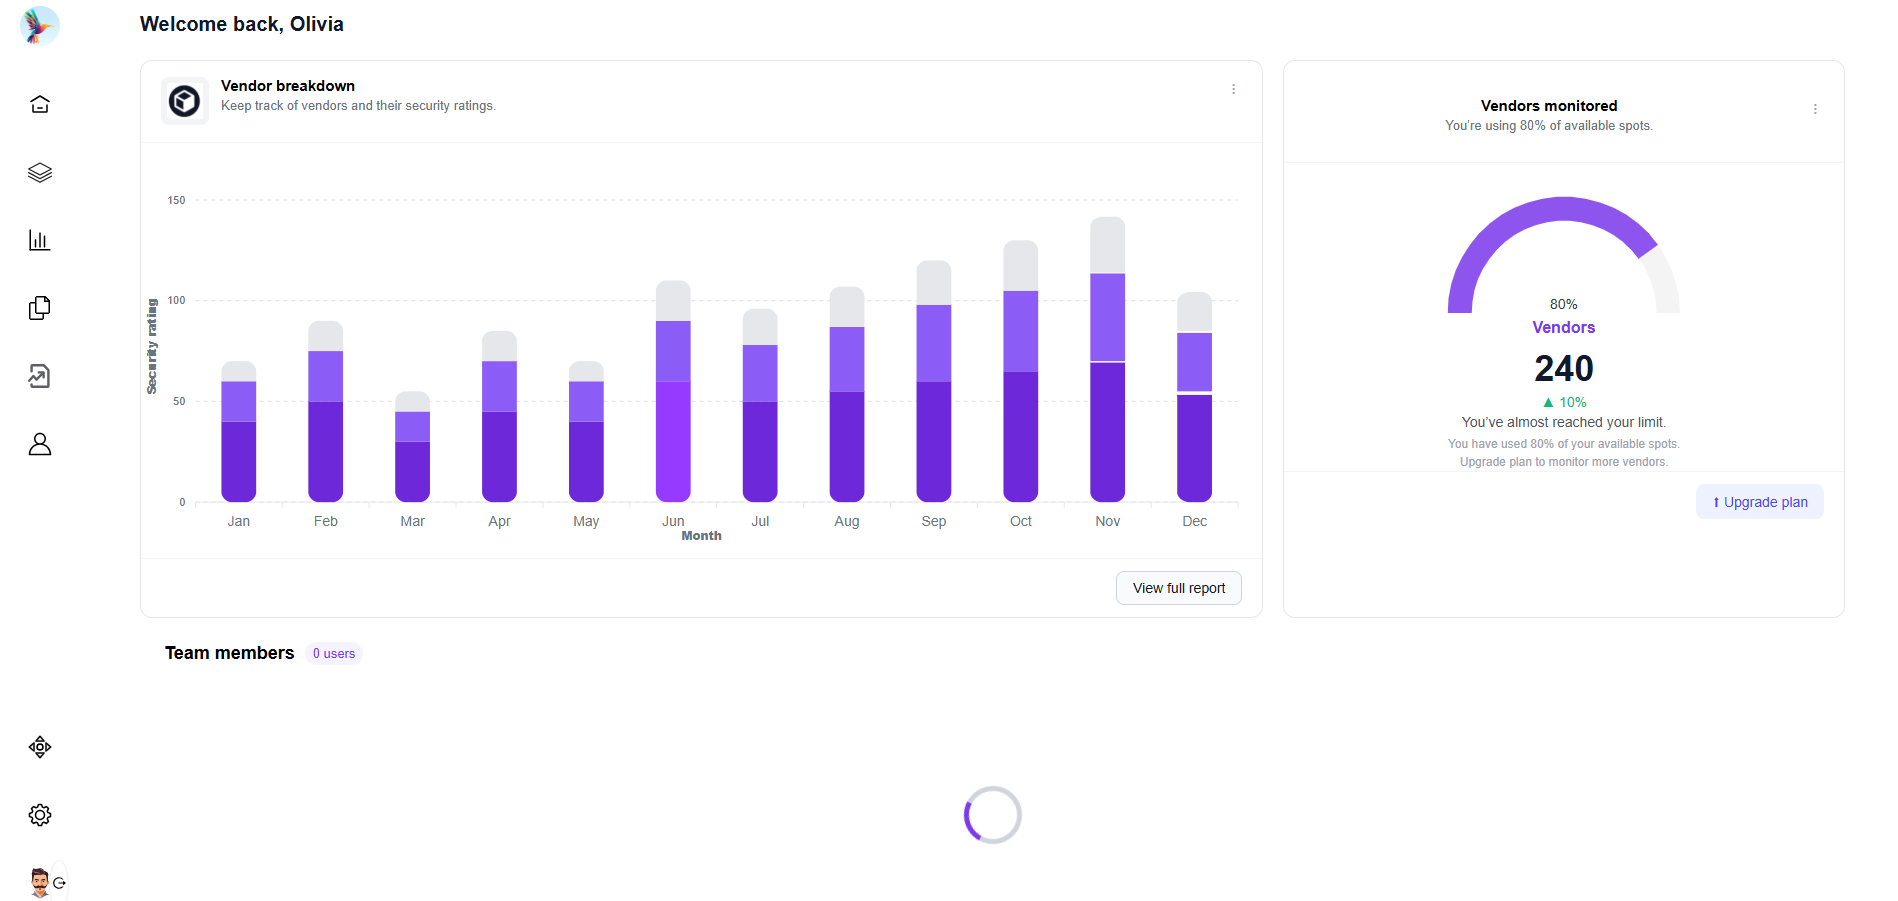 Welcome back, Olivia
Vendor breakdown
Keep track of vendors and their security ratings.
150
100
50
0
Security rating
Jan Feb Mar Apr May Jun Jul Aug Sep Oct Nov Dec
Month
View full report
Vendors monitored
You’re using 80% of available spots.
80%
Vendors
240
▲ 10%
You’ve almost reached your limit.
You have used 80% of your available spots.
Upgrade plan to monitor more vendors.
⬆ Upgrade plan
Team members 0 users